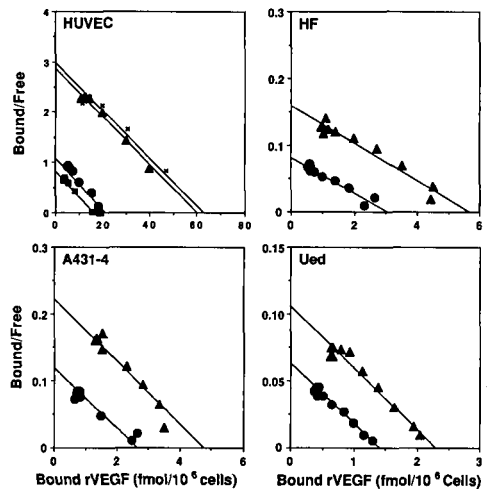 HUVEC
HF
Bound/Free
4
3
2
1
0
0 20 40 60 80
0.3
0.2
0.1
0
0 2 4 6
A431-4
Ued
Bound/Free
0.3
0.2
0.1
0
0 2 4 6
0.15
0.10
0.05
0
0 1 2 3
Bound rVEGF (fmol/10⁶ cells)
Bound rVEGF (fmol/10⁶ cells)